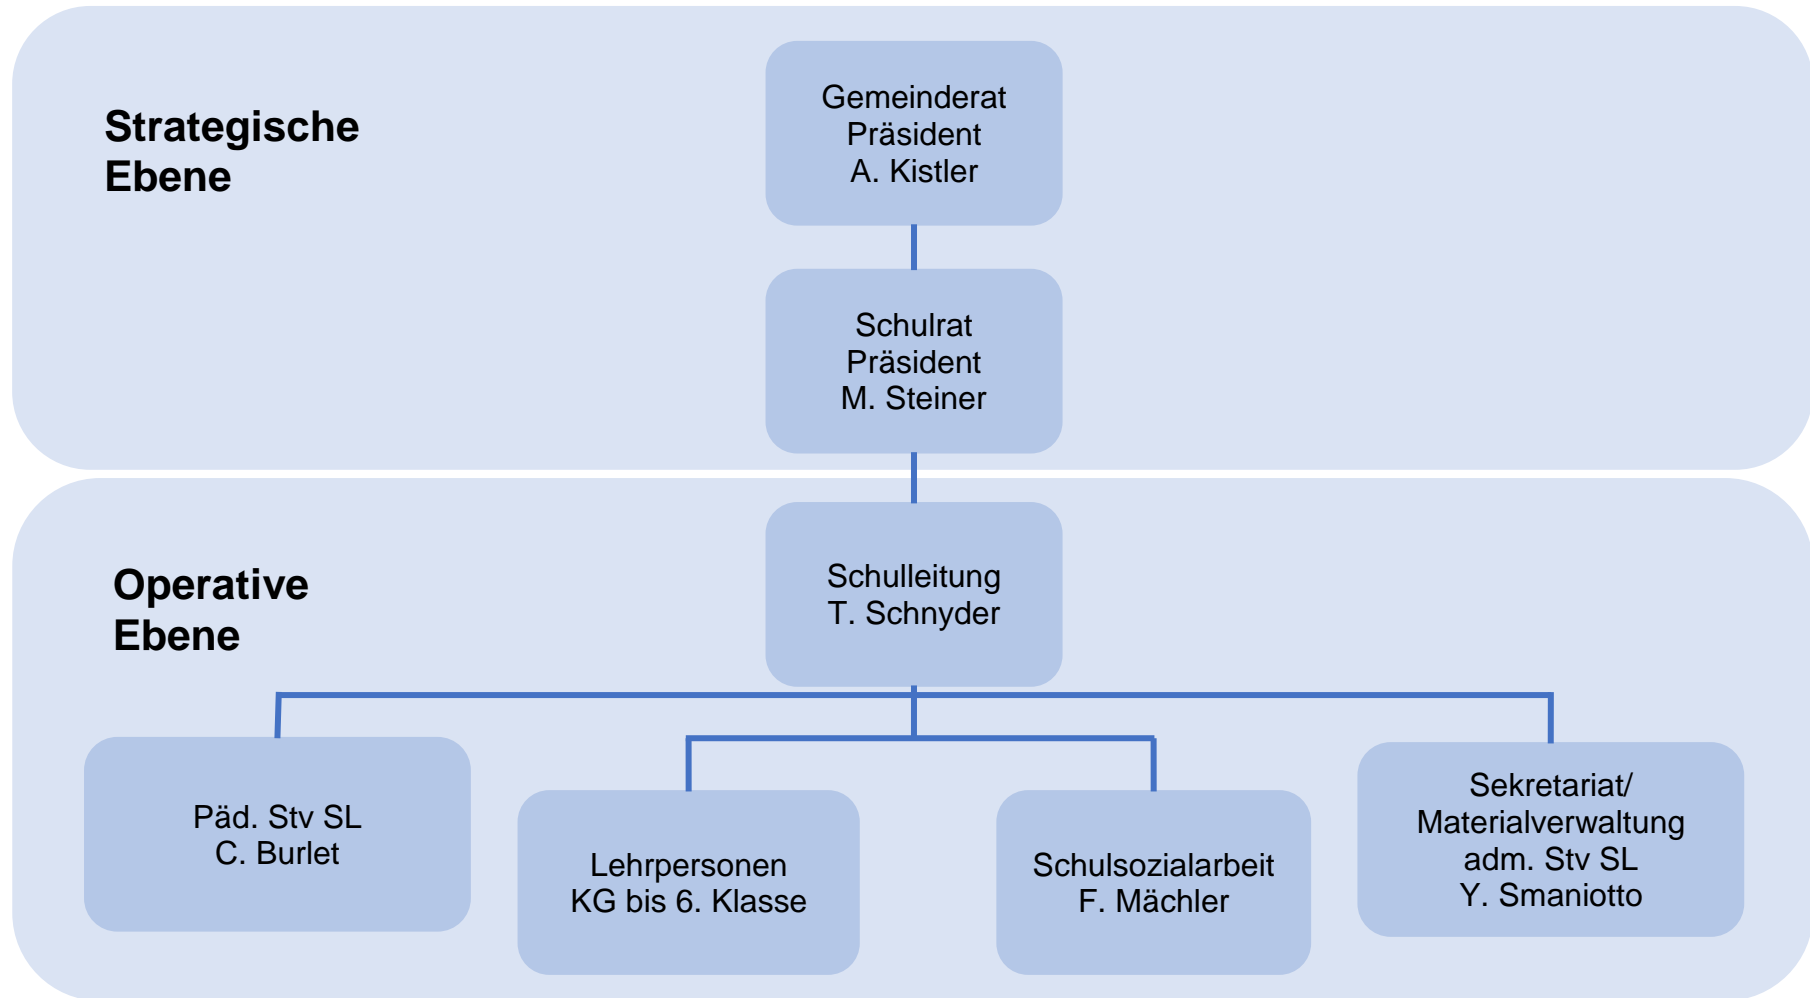 Strategische
Ebene
Gemeinderat
Präsident
A. Kistler
Schulrat
Präsident
M. Steiner
Operative
Ebene
Schulleitung
T. Schnyder
Päd. Stv SL
C. Burlet
Lehrpersonen
KG bis 6. Klasse
Schulsozialarbeit
F. Mächler
Sekretariat/
Materialverwaltung
adm. Stv SL
Y. Smaniotto